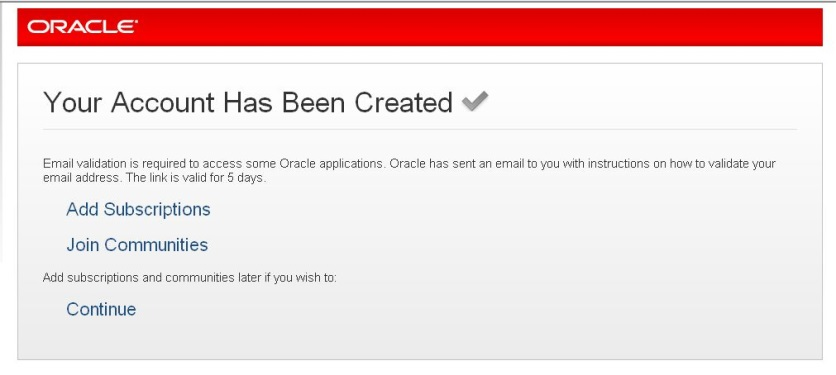 ORACLE
Your Account Has Been Created
Email validation is required to access some Oracle applications. Oracle has sent an email to you with instructions on how to validate your
email address. The link is valid for 5 days.
Add Subscriptions
Join Communities
Add subscriptions and communities later if you wish to:
Continue